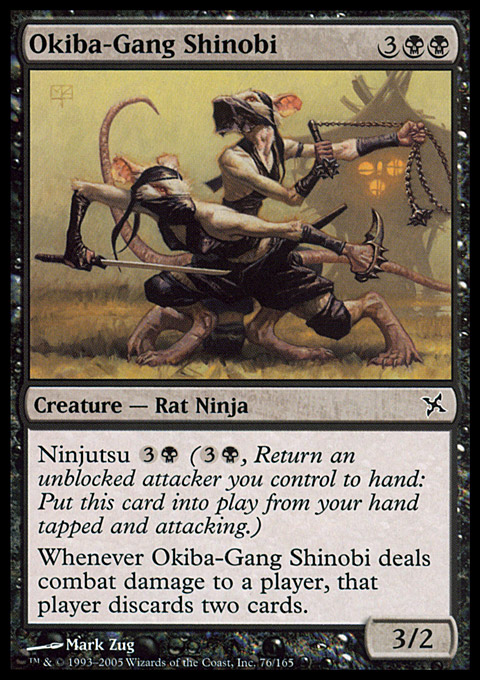 Okiba-Gang Shinobi 3
Creature — Rat Ninja
Ninjutsu 3 (3, Return an
unblocked attacker you control to hand:
Put this card into play from your hand
tapped and attacking.)
Whenever Okiba-Gang Shinobi deals
combat damage to a player, that
player discards two cards.
3/2
Mark Zug
™ & © 1993–2005 Wizards of the Coast, Inc. 76/165